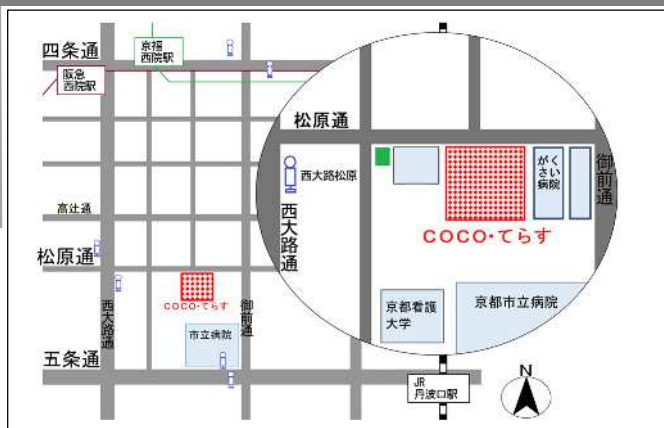 四条通
京福
西院駅
阪急
西院駅
高辻通
松原通
西大路通
COCO・てらす
市立病院
御前通
五条通
松原通
西大路松原
西大路通
がくさい病院
御前通
COCO・てらす
京都看護
大学
京都市立病院
JR
丹波口駅
N